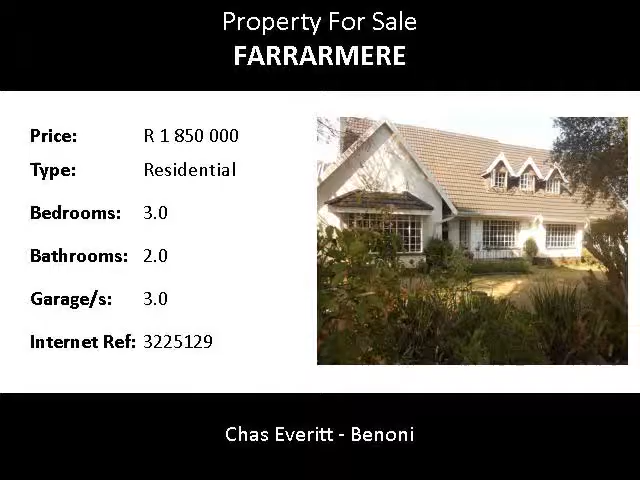 Property For Sale
FARRARMERE
Price: R 1 850 000
Type: Residential
Bedrooms: 3.0
Bathrooms: 2.0
Garage/s: 3.0
Internet Ref: 3225129
Chas Everitt - Benoni